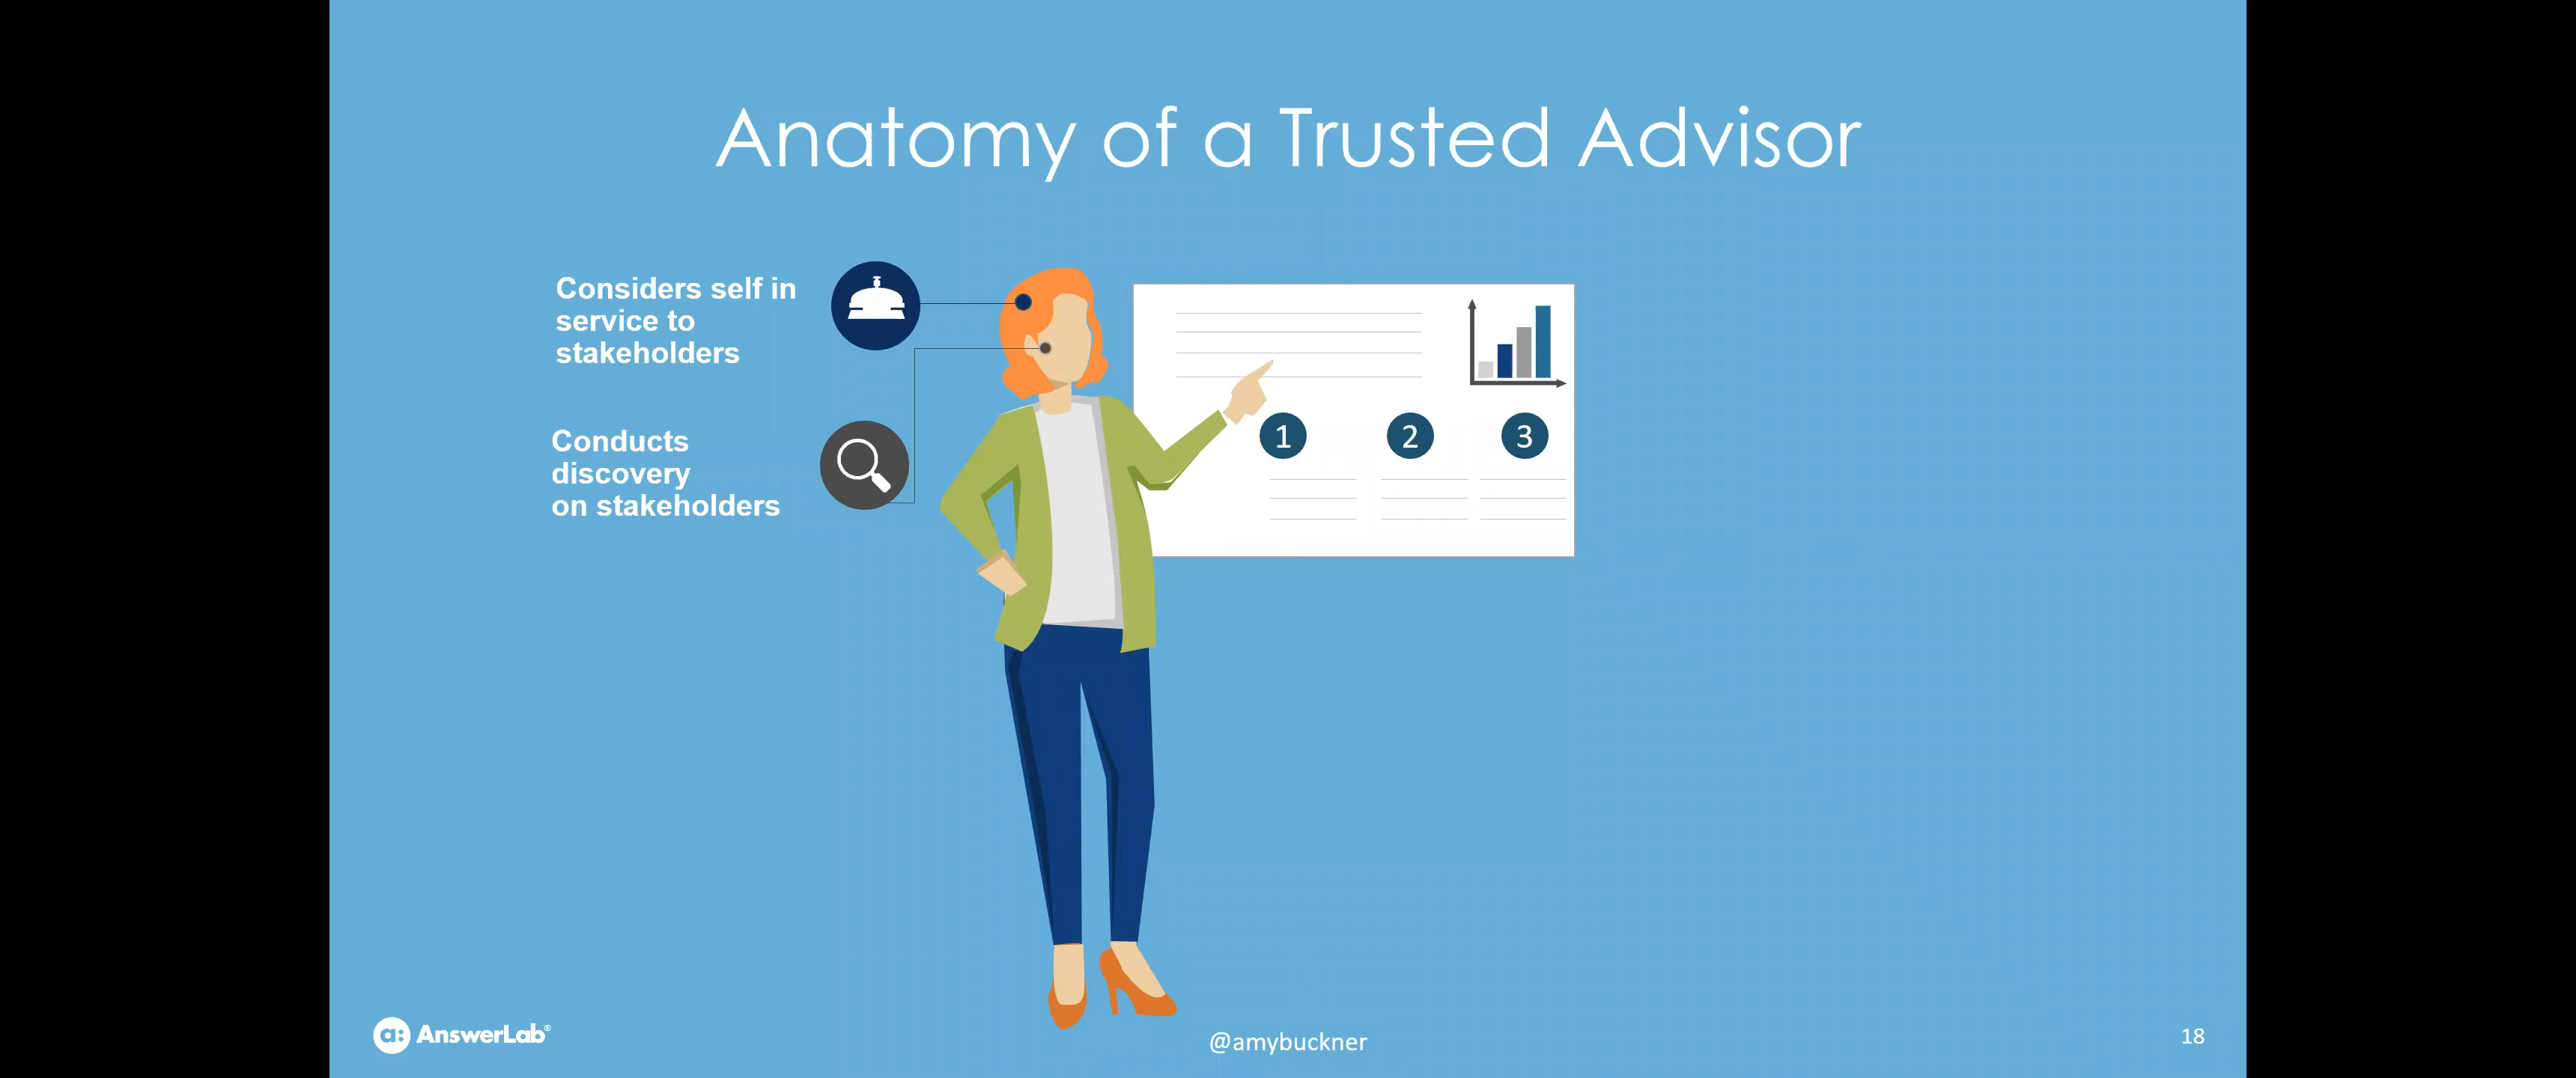 Anatomy of a Trusted Advisor
Considers self in
service to
stakeholders
Conducts
discovery
on stakeholders
1 2 3
a: AnswerLab®
@amybuckner
18